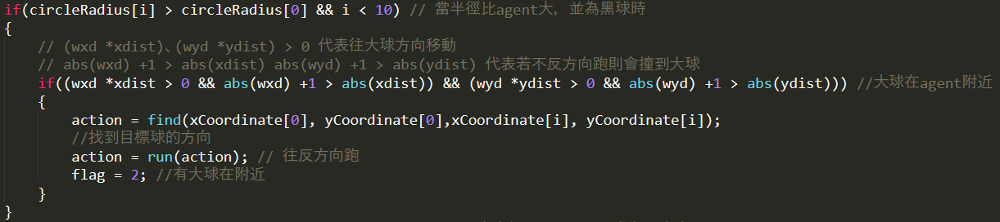 if(circleRadius[i] > circleRadius[0] && i < 10) // 當半徑比agent大, 並為黑球時
{
// (wxd *xdist)、(wyd *ydist) > 0 代表往大球方向移動
// abs(wxd) +1 > abs(xdist) abs(wyd) +1 > abs(ydist) 代表若不反方向跑則會撞到大球
if((wxd *xdist > 0 && abs(wxd) +1 > abs(xdist)) && (wyd *ydist > 0 && abs(wyd) +1 > abs(ydist))) //大球在agent附近
{
action = find(xCoordinate[0], yCoordinate[0],xCoordinate[i], yCoordinate[i]);
//找到目標球的方向
action = run(action); // 往反方向跑
flag = 2; //有大球在附近
}
}